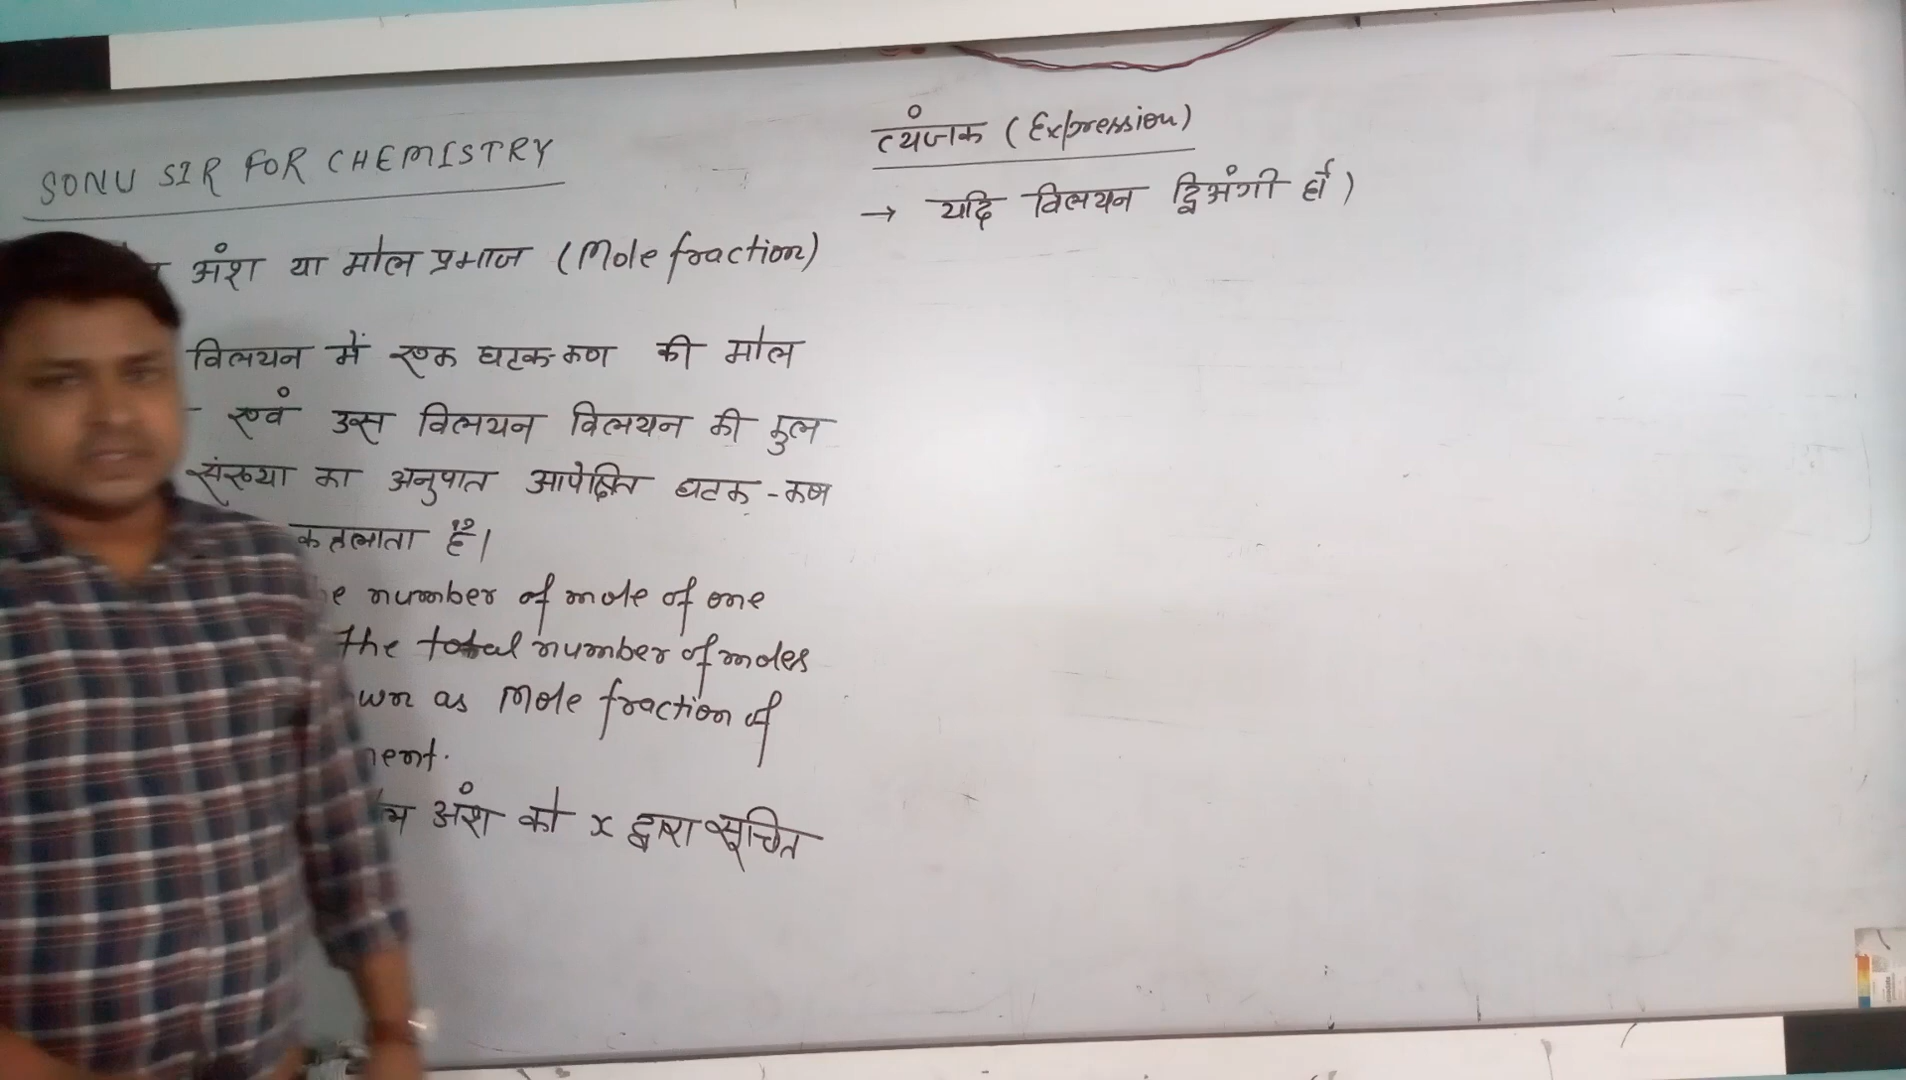 SONU SIR FOR CHEMISTRY
अंश या मोल प्रभाज (Mole fraction)
विलयन में एक घटक-कण की मोल
एवं उस विलयन विलयन की कुल
संख्या का अनुपात आपेक्षित घटक-कण
कहलाता है।
number of mole of one
the total number of moles
as Mole fraction of
अंश को x द्वारा सूचित
व्यंजक (Expression)
→ यदि विलयन द्विअंगी हो)